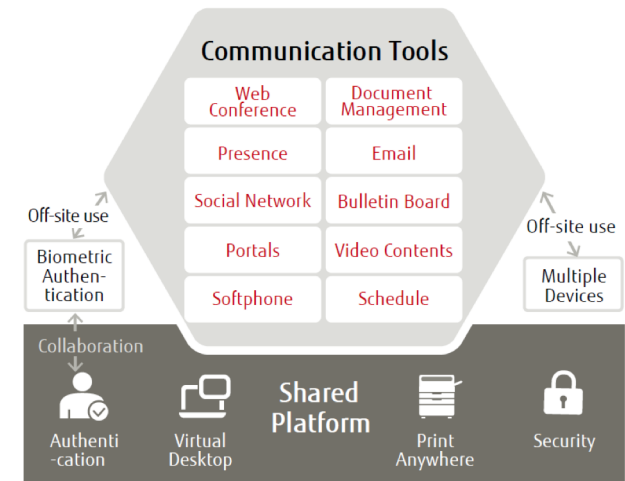 Communication Tools
Web
Conference
Document
Management
Presence
Email
Social Network
Bulletin Board
Portals
Video Contents
Softphone
Schedule
Off-site use
Biometric
Authen-
tication
Off-site use
Multiple
Devices
Collaboration
Authenti
-cation
Virtual
Desktop
Shared
Platform
Print
Anywhere
Security